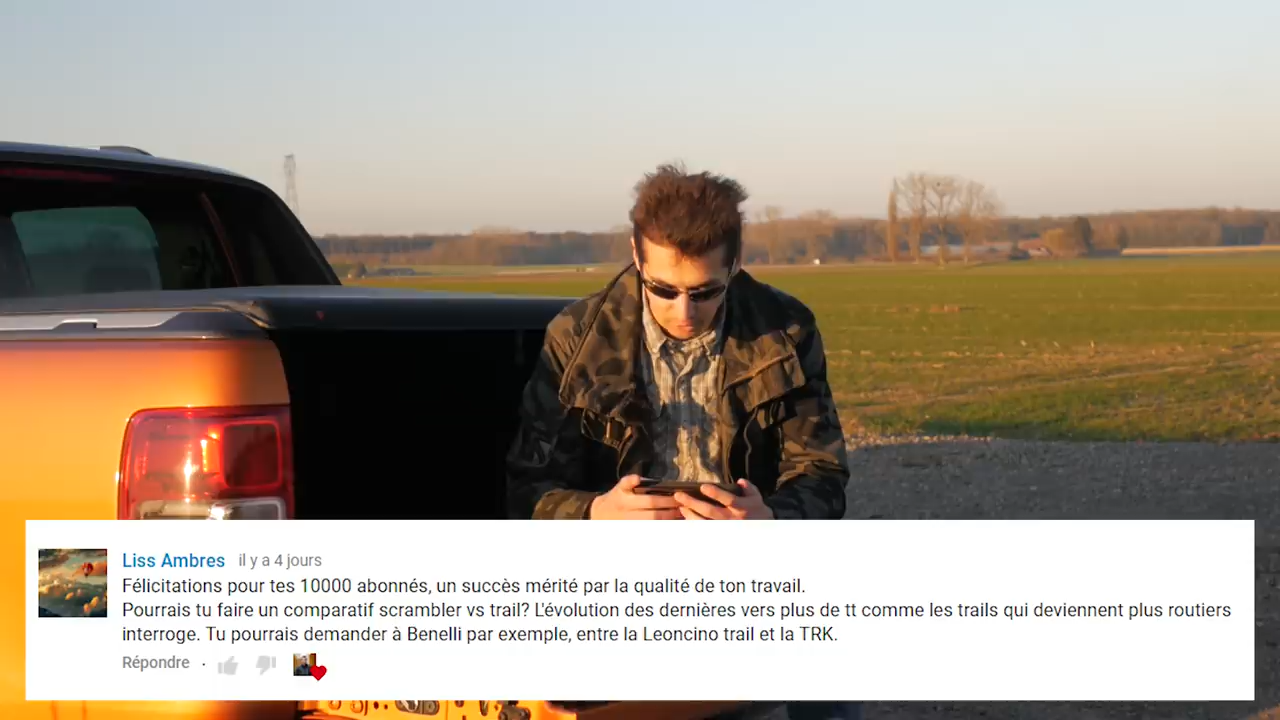 Liss Ambres il y a 4 jours
Félicitations pour tes 10000 abonnés, un succès mérité par la qualité de ton travail.
Pourrais tu faire un comparatif scrambler vs trail? L'évolution des dernières vers plus de tt comme les trails qui deviennent plus routiers
interroge. Tu pourrais demander à Benelli par exemple, entre la Leoncino trail et la TRK.
Répondre ·